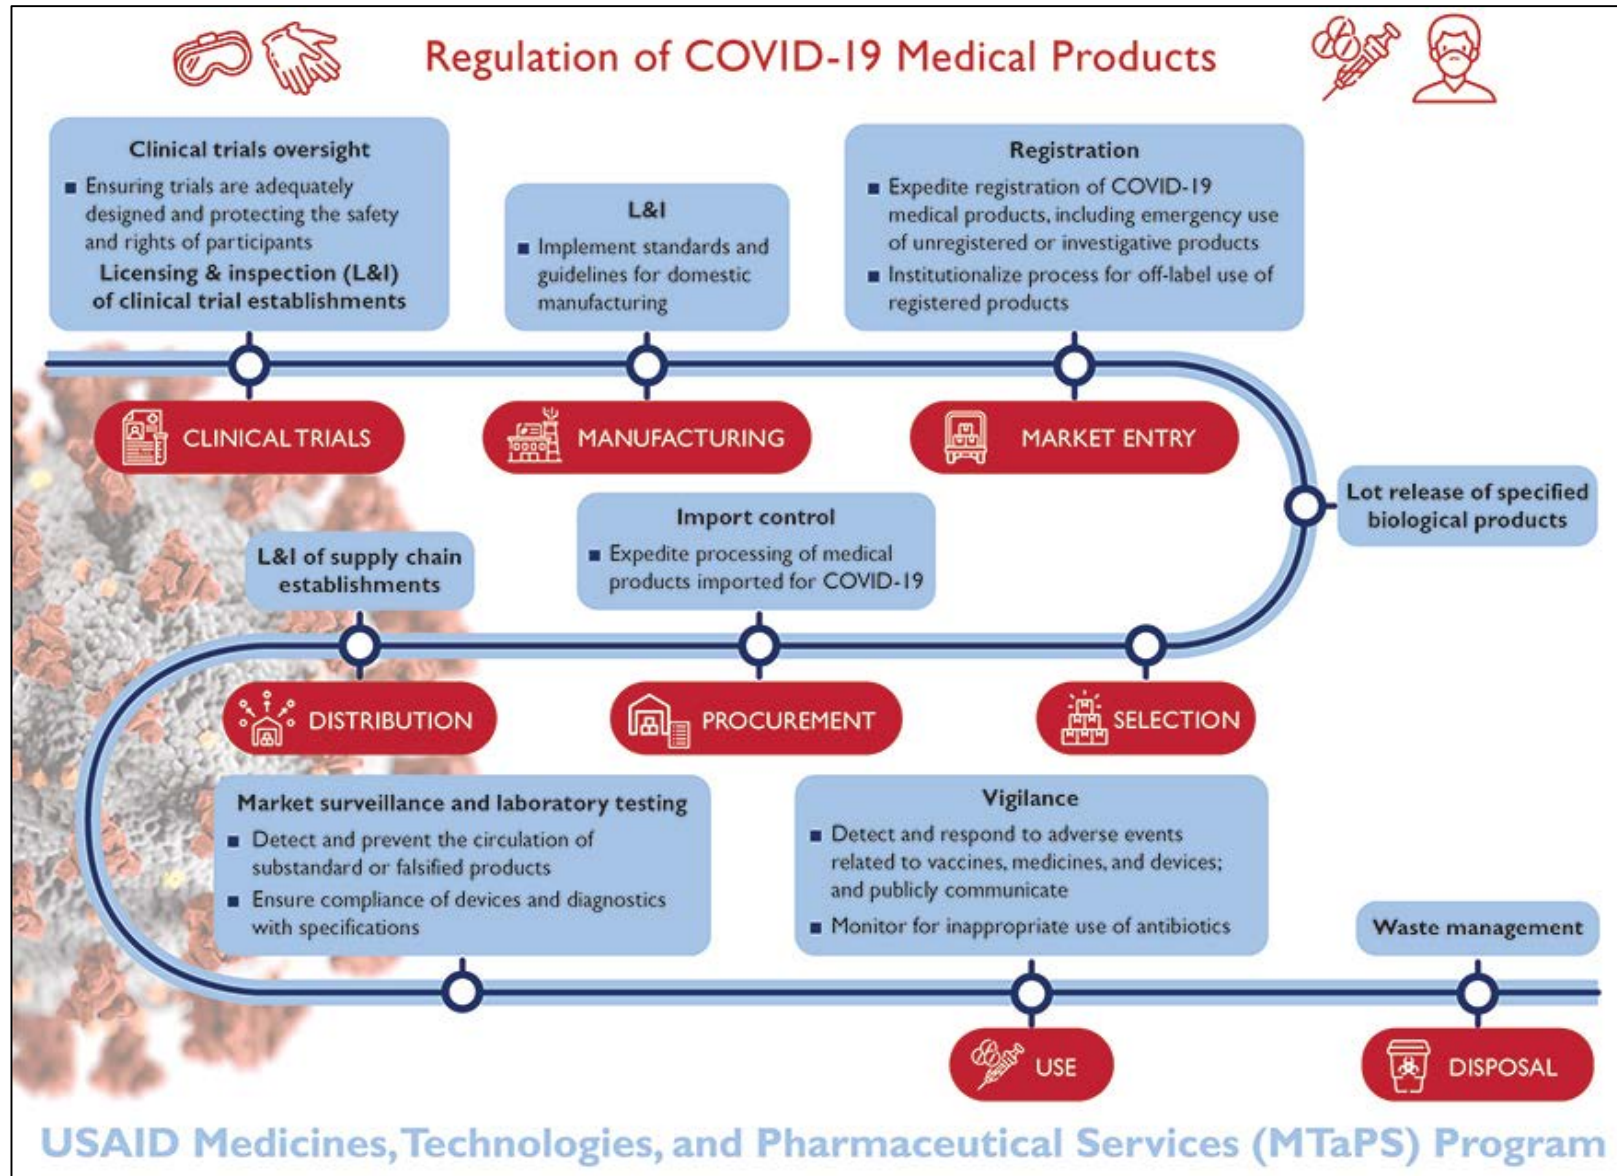 Regulation of COVID-19 Medical Products
Clinical trials oversight
■ Ensuring trials are adequately
designed and protecting the safety
and rights of participants
Licensing & inspection (L&I)
of clinical trial establishments
L&I
■ Implement standards and
guidelines for domestic
manufacturing
Registration
■ Expedite registration of COVID-19
medical products, including emergency use
of unregistered or investigative products
■ Institutionalize process for off-label use of
registered products
CLINICAL TRIALS
MANUFACTURING
MARKET ENTRY
Lot release of specified
biological products
L&I of supply chain
establishments
Import control
■ Expedite processing of medical
products imported for COVID-19
DISTRIBUTION
PROCUREMENT
SELECTION
Market surveillance and laboratory testing
■ Detect and prevent the circulation of
substandard or falsified products
■ Ensure compliance of devices and diagnostics
with specifications
Vigilance
■ Detect and respond to adverse events
related to vaccines, medicines, and devices;
and publicly communicate
■ Monitor for inappropriate use of antibiotics
Waste management
USE
DISPOSAL
USAID Medicines, Technologies, and Pharmaceutical Services (MTaPS) Program